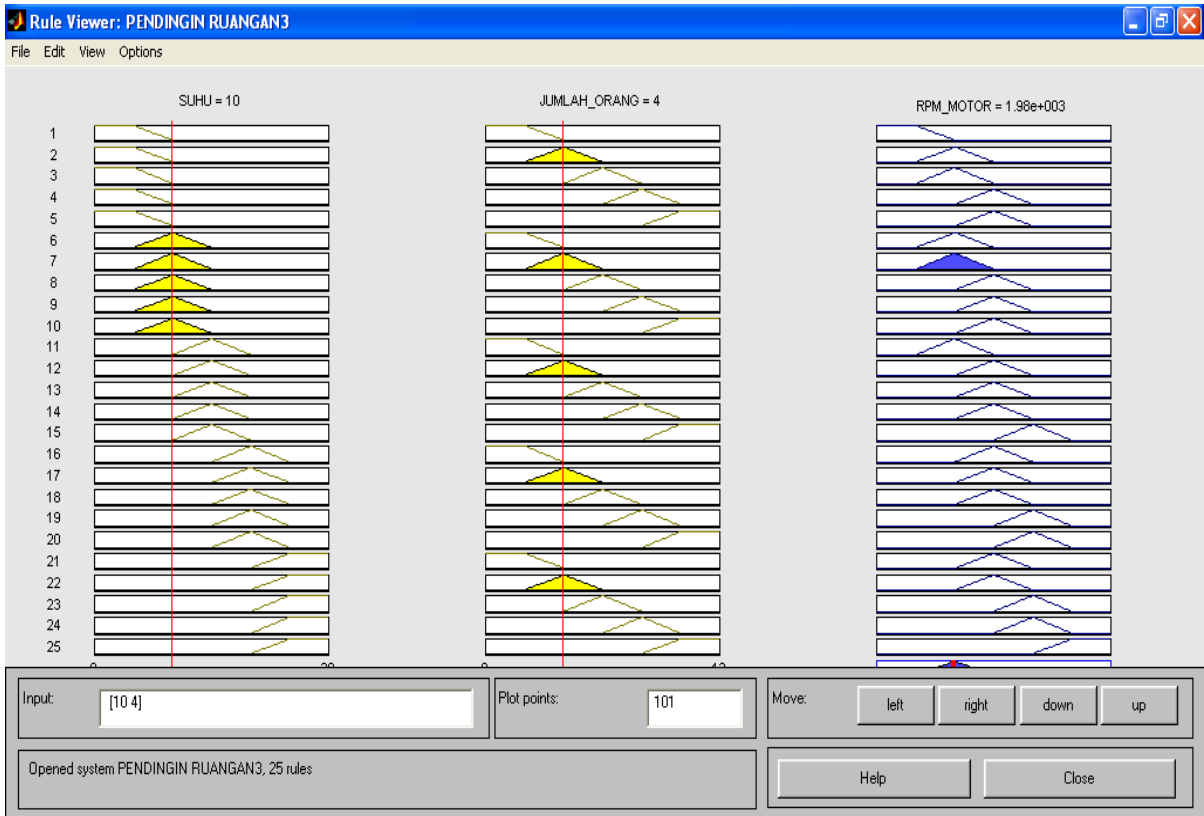 Rule Viewer: PENDINGIN RUANGAN3
File Edit View Options
SUHU = 10
JUMLAH_ORANG = 4
RPM_MOTOR = 1.98e+003
1
2
3
4
5
6
7
8
9
10
11
12
13
14
15
16
17
18
19
20
21
22
23
24
25
Input:
[10 4]
Plot points:
101
Move:
left
right
down
up
Opened system PENDINGIN RUANGAN3, 25 rules
Help
Close